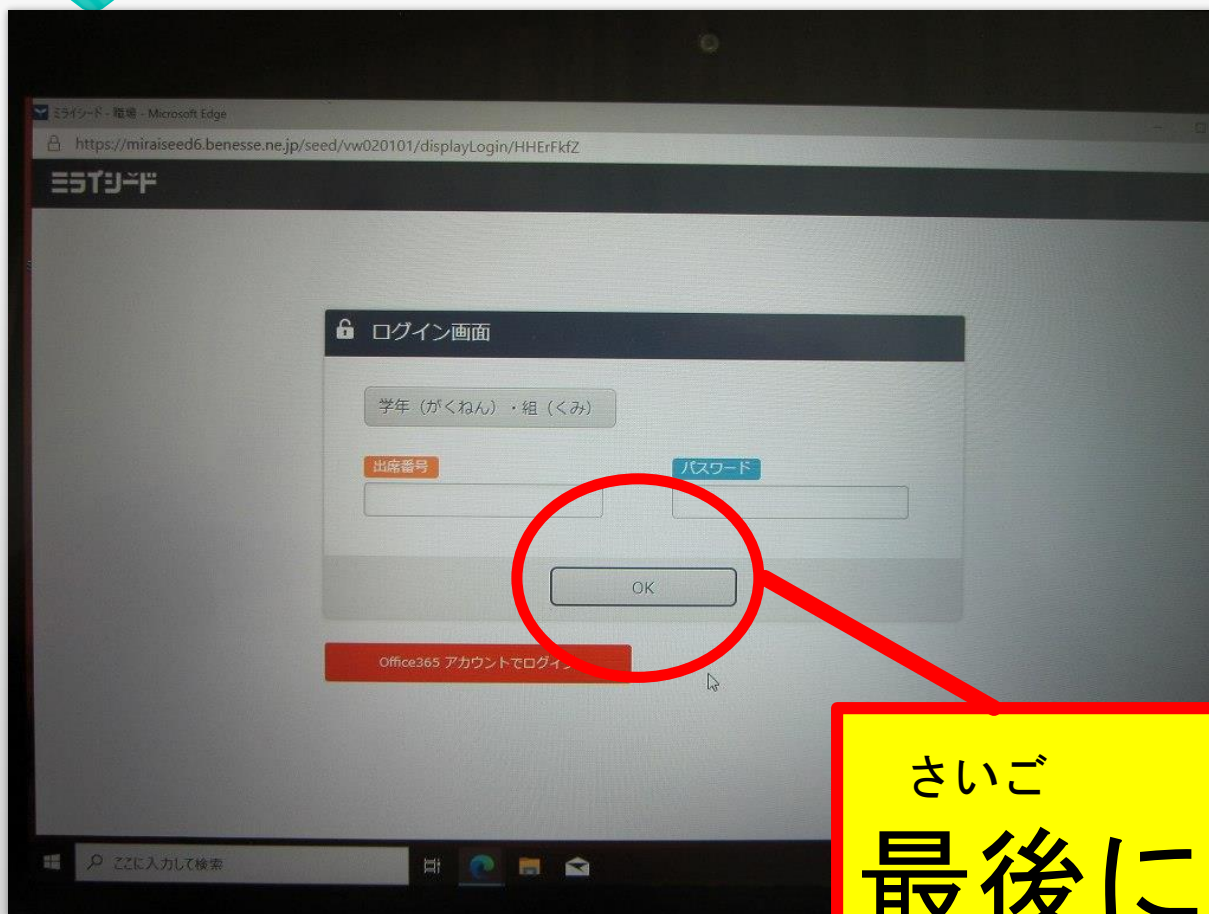 ミライシード - 職場 - Microsoft Edge
https://miraiseed6.benesse.ne.jp/seed/vw020101/displayLogin/HHErFkfZ
ミライシード
ログイン画面
学年（がくねん）・組（くみ）
出席番号
パスワード
OK
Office365 アカウントでログイン
さいご
最後に
ここに入力して検索